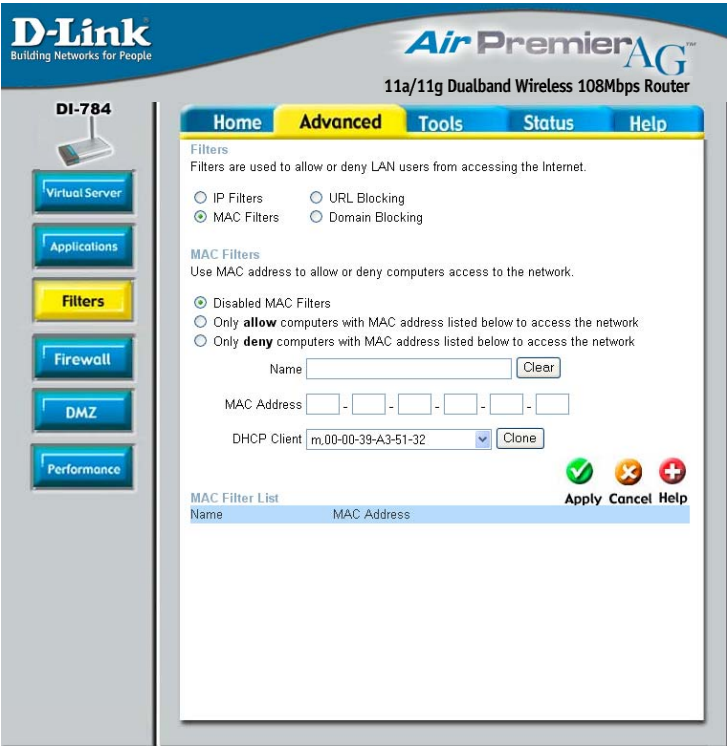 D-Link
Building Networks for People
Air Premier AG™
11a/11g Dualband Wireless 108Mbps Router
DI-784
Home Advanced Tools Status Help
Virtual Server
Applications
Filters
Firewall
DMZ
Performance
Filters
Filters are used to allow or deny LAN users from accessing the Internet.
IP Filters URL Blocking
MAC Filters Domain Blocking
MAC Filters
Use MAC address to allow or deny computers access to the network.
Disabled MAC Filters
Only allow computers with MAC address listed below to access the network
Only deny computers with MAC address listed below to access the network
Name Clear
MAC Address - - - - -
DHCP Client m,00-00-39-A3-51-32 Clone
Apply Cancel Help
MAC Filter List
Name MAC Address